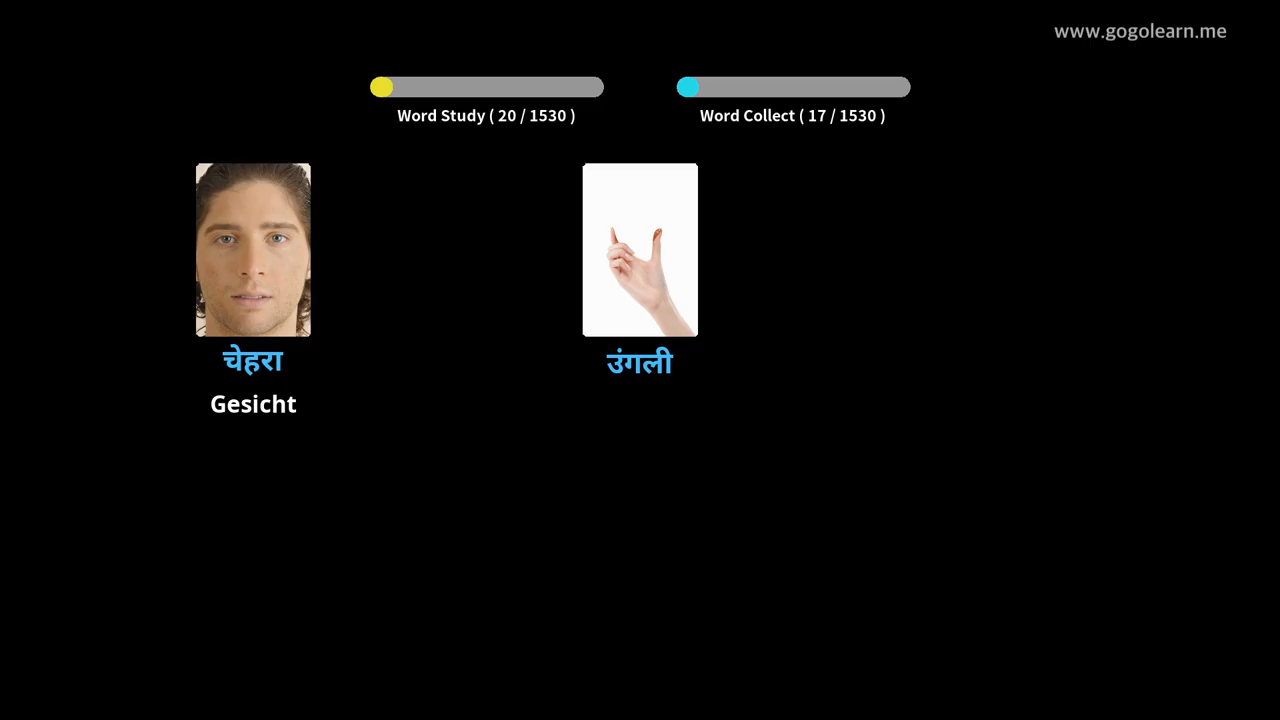 www.gogolearn.me
Word Study ( 20 / 1530 )
Word Collect ( 17 / 1530 )
चेहरा
उंगली
Gesicht